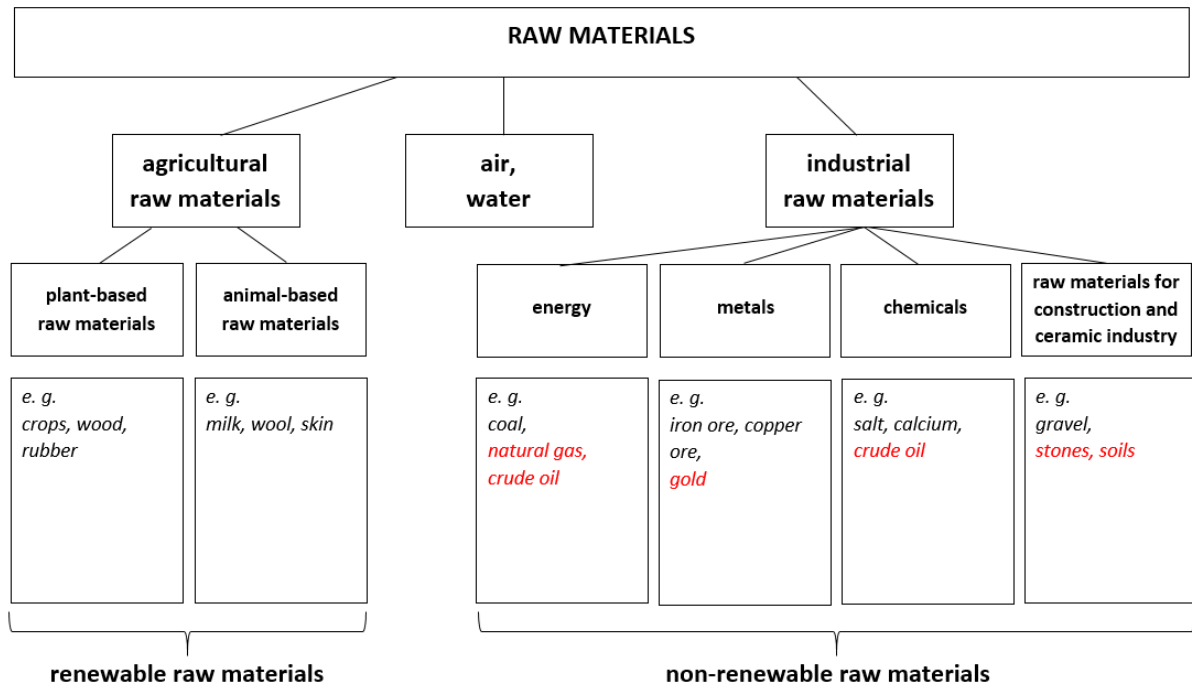 RAW MATERIALS
agricultural
raw materials
air,
water
industrial
raw materials
plant-based
raw materials
animal-based
raw materials
energy
metals
chemicals
raw materials for
construction and
ceramic industry
e. g.
crops, wood,
rubber
e. g.
milk, wool, skin
e. g.
coal,
natural gas,
crude oil
e. g.
iron ore, copper
ore,
gold
e. g.
salt, calcium,
crude oil
e. g.
gravel,
stones, soils
renewable raw materials
non-renewable raw materials